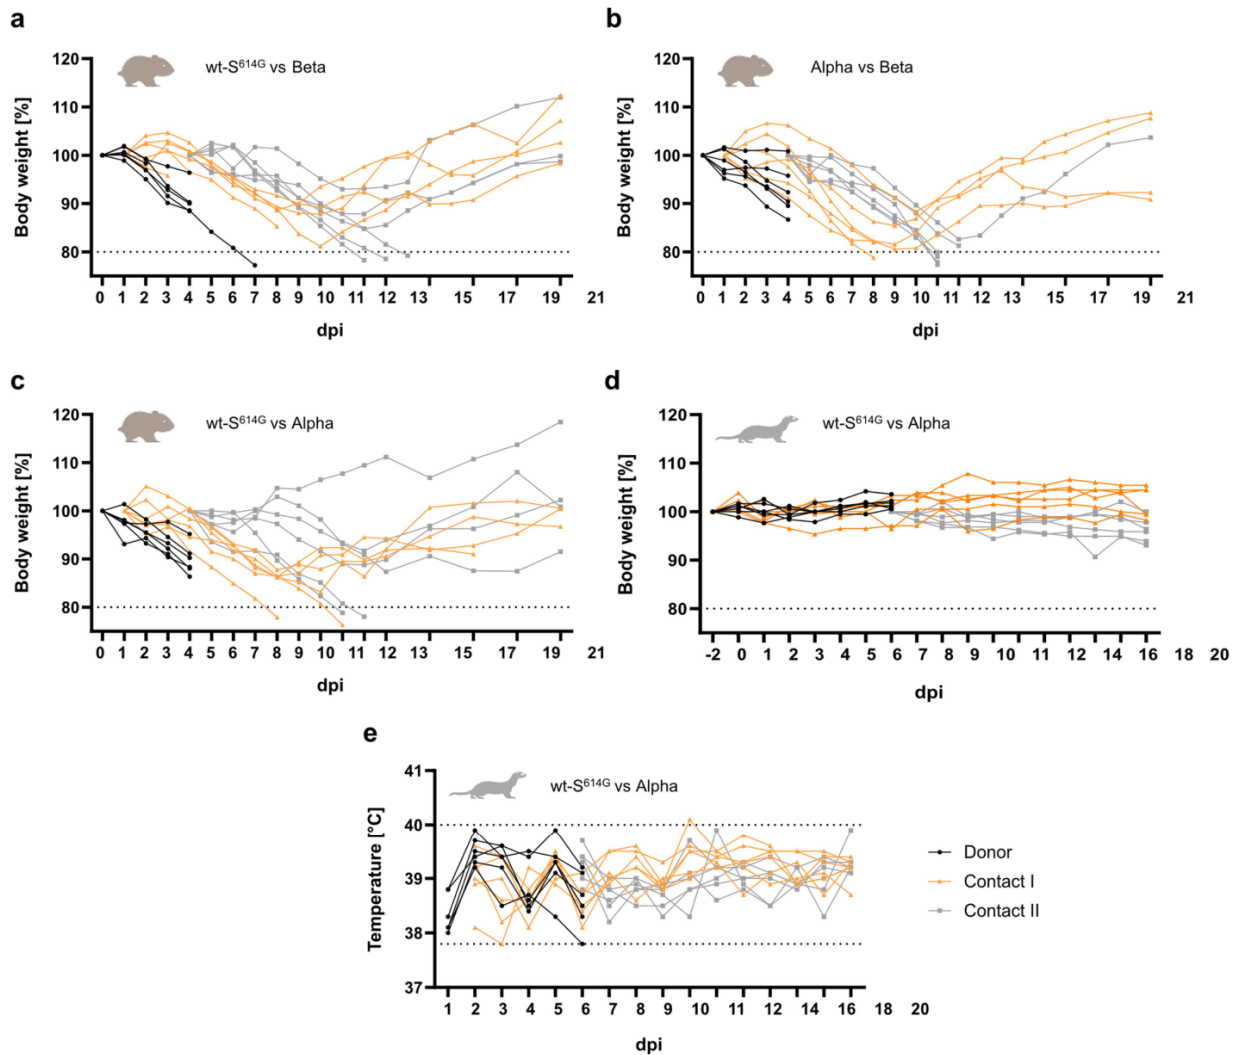 a
wt-S614G vs Beta
Body weight [%]
120
110
100
90
80
0 1 2 3 4 5 6 7 8 9 10 11 12 13 15 17 19 21
dpi
b
Alpha vs Beta
Body weight [%]
120
110
100
90
80
0 1 2 3 4 5 6 7 8 9 10 11 12 13 15 17 19 21
dpi
c
wt-S614G vs Alpha
Body weight [%]
120
110
100
90
80
0 1 2 3 4 5 6 7 8 9 10 11 12 13 15 17 19 21
dpi
d
wt-S614G vs Alpha
Body weight [%]
120
110
100
90
80
-2 0 1 2 3 4 5 6 7 8 9 10 11 12 13 14 16 18 20
dpi
e
wt-S614G vs Alpha
Temperature [°C]
41
40
39
38
37
1 2 3 4 5 6 7 8 9 10 11 12 13 14 16 18 20
dpi
Donor
Contact I
Contact II